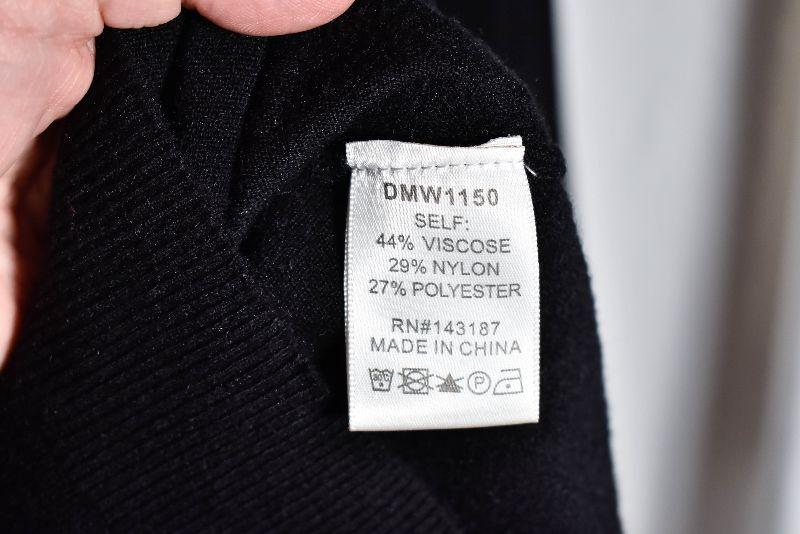 DMW1150
SELF:
44% VISCOSE
29% NYLON
27% POLYESTER
RN#143187
MADE IN CHINA
P